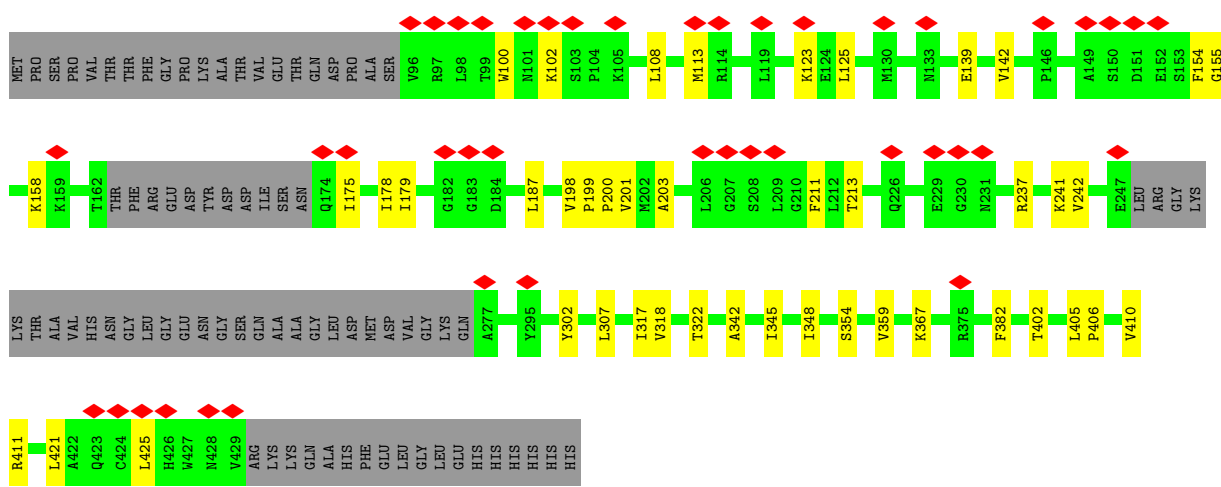 MET PRO SER PRO VAL THR THR PHE GLY PRO LYS ALA THR VAL GLU THR GLN ASP PRO ALA SER V96 R97 L98 T99 W100 N101 K102 S103 P104 K105 L108 M113 R114 L119 K123 E124 L125 M130 N133 E139 V142 P146 A149 S150 D151 E152 S153 F154 G155
K158 K159 T162 THR PHE ARG GLU ASP TYR ASP ASP ILE SER ASN Q174 I175 I178 I179 G182 G183 D184 L187 V198 P199 P200 V201 M202 A203 L206 G207 S208 L209 G210 F211 L212 T213 Q226 E229 G230 N231 R237 K241 V242 E247 LEU ARG GLY LYS
LYS THR ALA VAL HIS ASN GLY LEU GLY GLU ASN GLY SER GLN ALA ALA GLY LEU ASP MET ASP VAL GLY LYS GLN A277 Y295 Y302 L307 I317 V318 T322 A342 I345 I348 S354 V359 K367 R375 F382 T402 L405 P406 V410
R411 L421 A422 Q423 C424 L425 H426 W427 N428 V429 ARG LYS LYS GLN ALA HIS PHE GLU LEU GLY LEU GLU HIS HIS HIS HIS HIS HIS